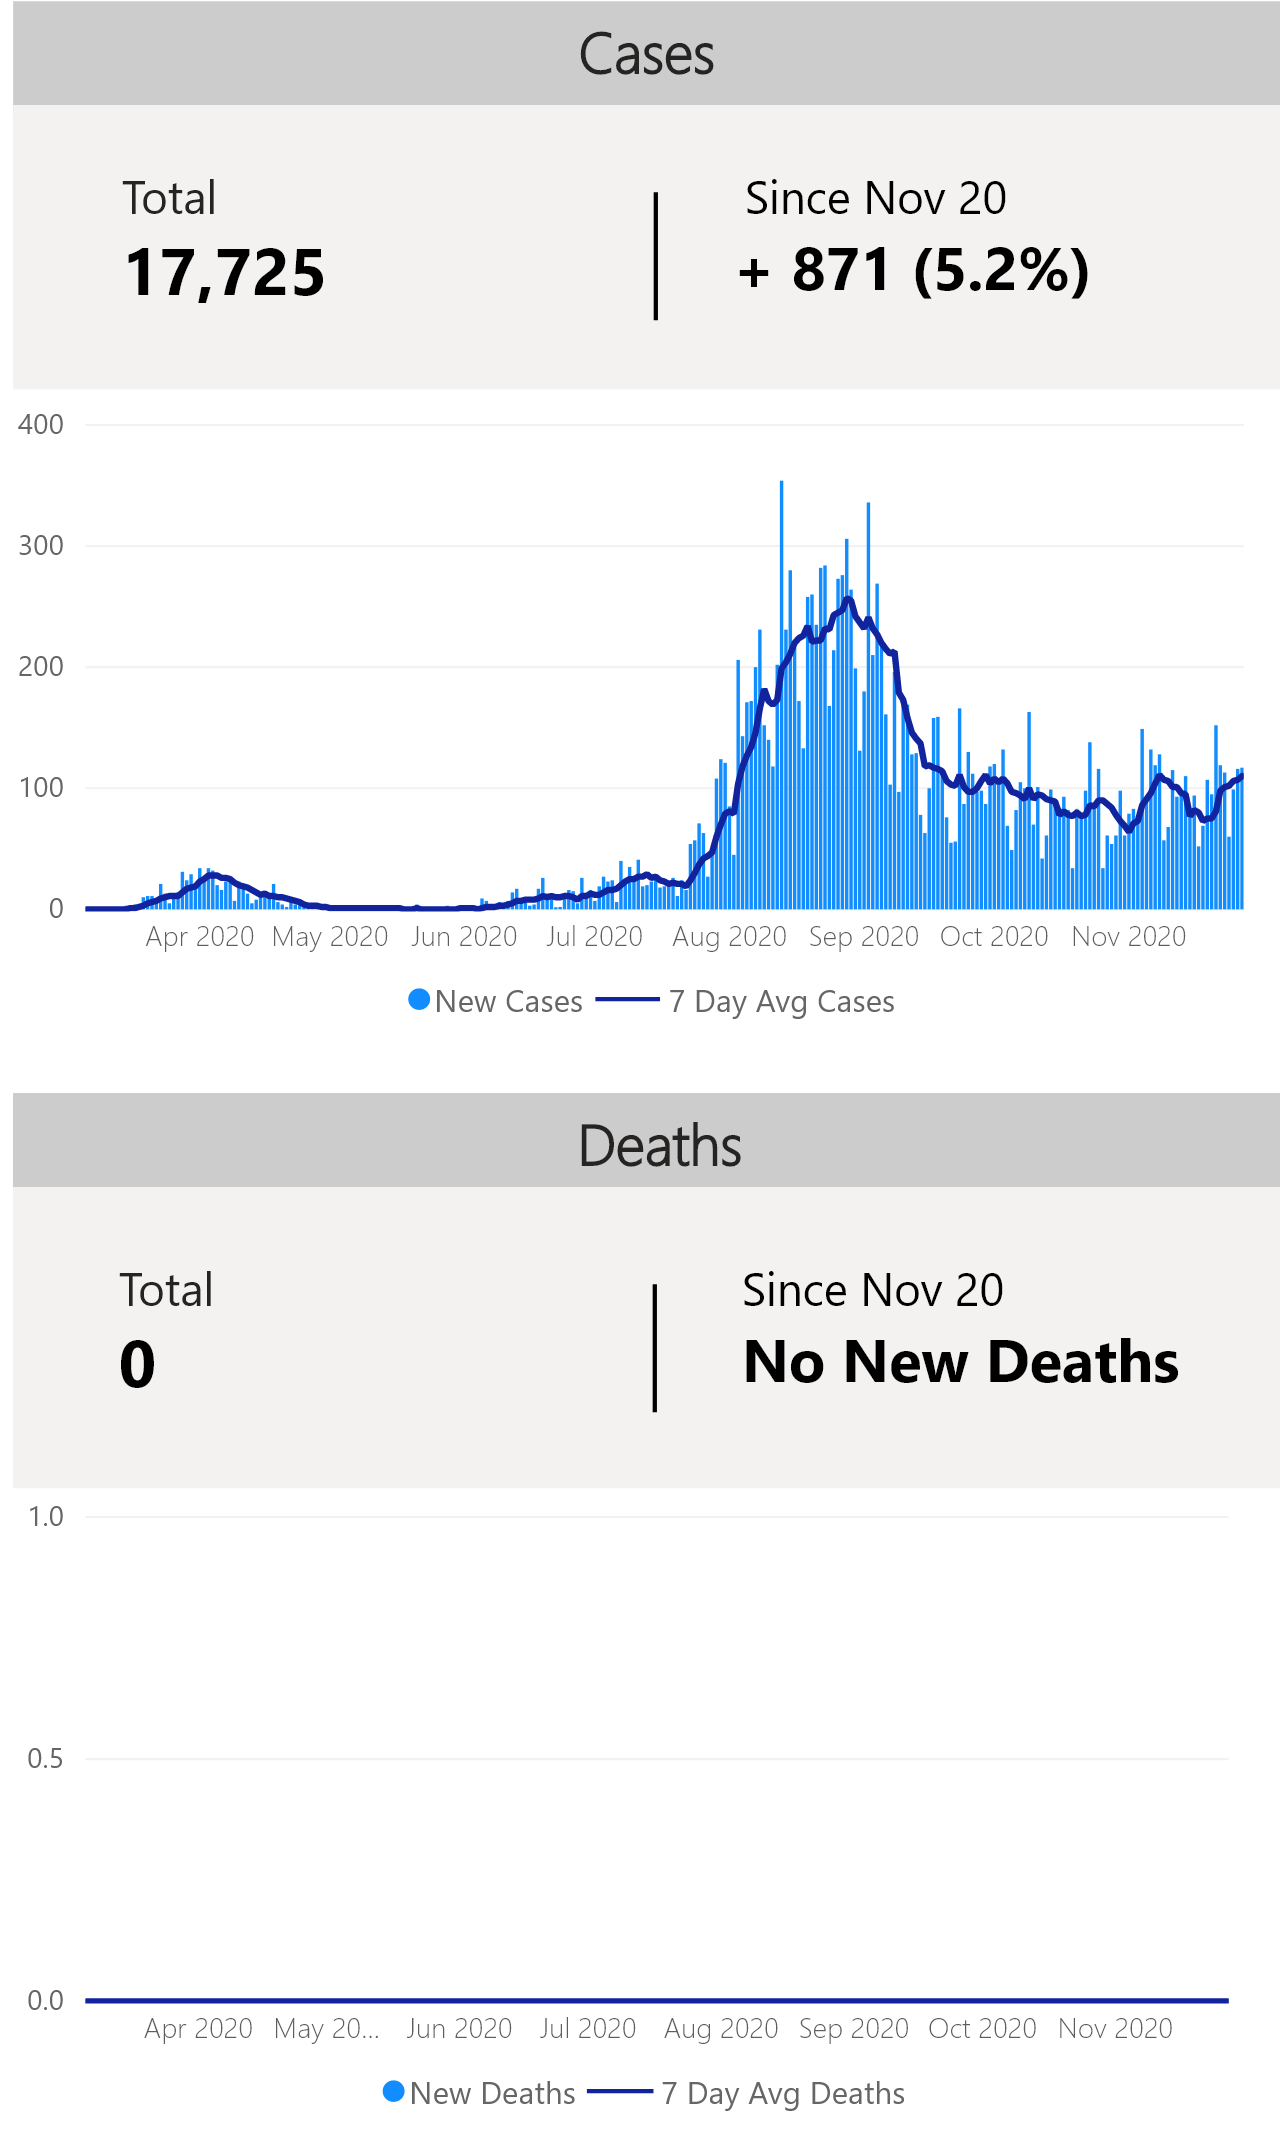 Cases
Total
17,725
Since Nov 20
+ 871 (5.2%)
400
300
200
100
0
Apr 2020 May 2020 Jun 2020 Jul 2020 Aug 2020 Sep 2020 Oct 2020 Nov 2020
New Cases 7 Day Avg Cases
Deaths
Total
0
Since Nov 20
No New Deaths
1.0
0.5
0.0
Apr 2020 May 20... Jun 2020 Jul 2020 Aug 2020 Sep 2020 Oct 2020 Nov 2020
New Deaths 7 Day Avg Deaths